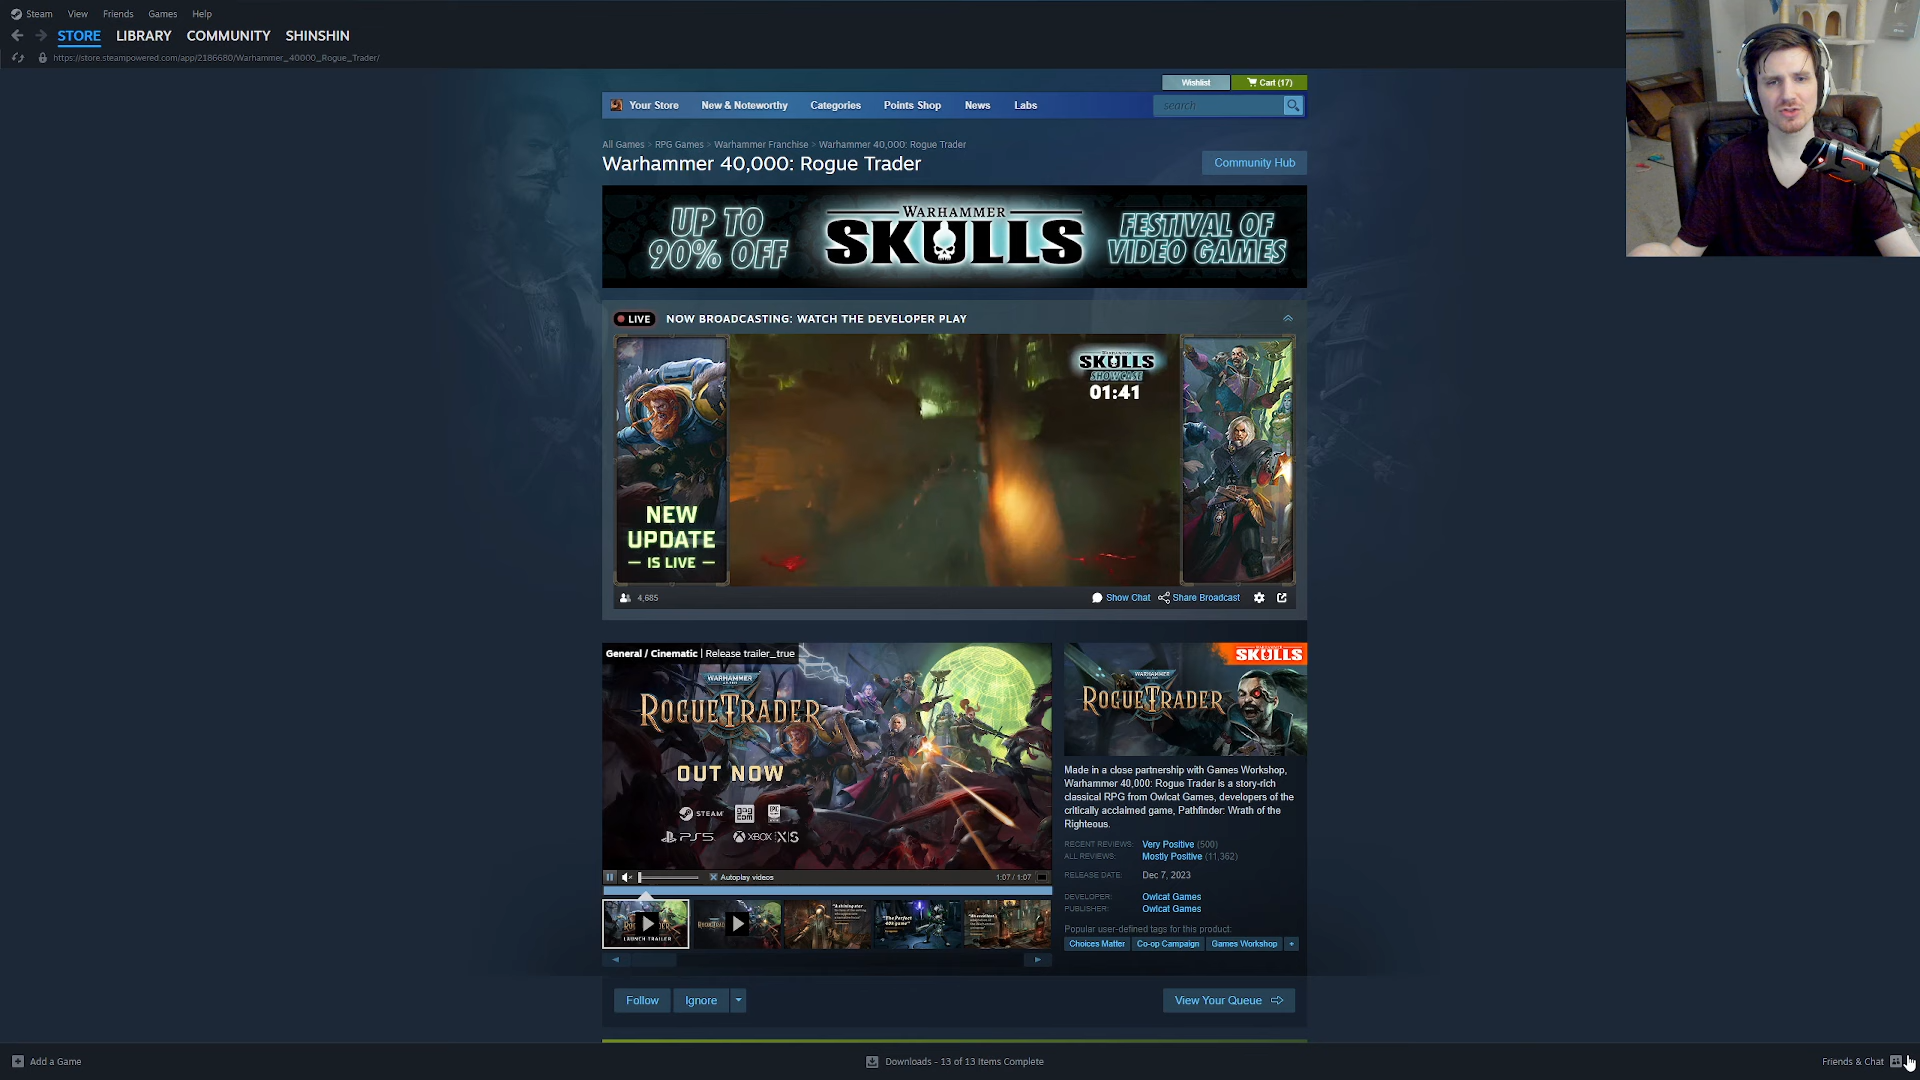 Steam View Friends Games Help
STORE LIBRARY COMMUNITY SHINSHIN
https://store.steampowered.com/app/2186680/Warhammer_40000_Rogue_Trader/
Wishlist Cart (17)
Your Store New & Noteworthy Categories Points Shop News Labs search
All Games > RPG Games > Warhammer Franchise > Warhammer 40,000: Rogue Trader
Warhammer 40,000: Rogue Trader
Community Hub
UP TO
90% OFF
WARHAMMER
SKULLS
FESTIVAL OF
VIDEO GAMES
LIVE NOW BROADCASTING: WATCH THE DEVELOPER PLAY
SKULLS
SHOWCASE
01:41
NEW
UPDATE
— IS LIVE —
4,685
Show Chat Share Broadcast
General / Cinematic | Release trailer_true
WARHAMMER
ROGUE TRADER
OUT NOW
STEAM GOG COM
PS5 XBOX X|S
Autoplay videos 1:07 / 1:07
LAUNCH TRAILER
SKULLS
WARHAMMER
ROGUE TRADER
Made in a close partnership with Games Workshop,
Warhammer 40,000: Rogue Trader is a story-rich
classical RPG from Owlcat Games, developers of the
critically acclaimed game, Pathfinder: Wrath of the
Righteous.
RECENT REVIEWS: Very Positive (500)
ALL REVIEWS: Mostly Positive (11,362)
RELEASE DATE: Dec 7, 2023
DEVELOPER: Owlcat Games
PUBLISHER: Owlcat Games
Popular user-defined tags for this product:
Choices Matter Co-op Campaign Games Workshop +
Follow Ignore
View Your Queue
Add a Game
Downloads - 13 of 13 Items Complete
Friends & Chat